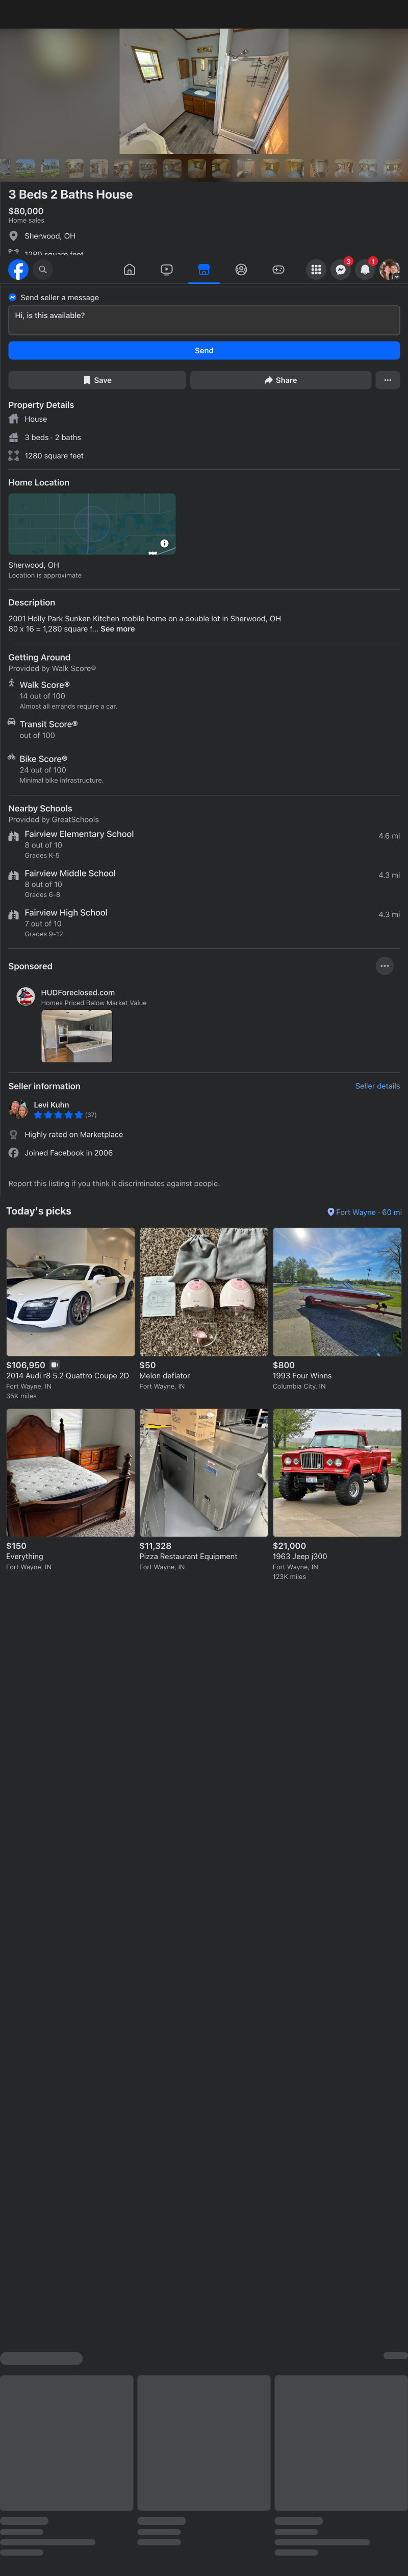 3 Beds 2 Baths House
$80,000
Home sales
Sherwood, OH
1280 square feet
3
1
Send seller a message
Hi, is this available?
Send
Save
Share
Property Details
House
3 beds · 2 baths
1280 square feet
Home Location
Sherwood, OH
Location is approximate
Description
2001 Holly Park Sunken Kitchen mobile home on a double lot in Sherwood, OH
80 x 16 = 1,280 square f... See more
Getting Around
Provided by Walk Score®
Walk Score®
14 out of 100
Almost all errands require a car.
Transit Score®
out of 100
Bike Score®
24 out of 100
Minimal bike infrastructure.
Nearby Schools
Provided by GreatSchools
Fairview Elementary School
4.6 mi
8 out of 10
Grades K-5
Fairview Middle School
4.3 mi
8 out of 10
Grades 6-8
Fairview High School
4.3 mi
7 out of 10
Grades 9-12
Sponsored
HUDForeclosed.com
Homes Priced Below Market Value
Seller information
Seller details
Levi Kuhn
(37)
Highly rated on Marketplace
Joined Facebook in 2006
Report this listing if you think it discriminates against people.
Today's picks
Fort Wayne · 60 mi
$106,950
2014 Audi r8 5.2 Quattro Coupe 2D
Fort Wayne, IN
35K miles
$50
Melon deflator
Fort Wayne, IN
$800
1993 Four Winns
Columbia City, IN
$150
Everything
Fort Wayne, IN
$11,328
Pizza Restaurant Equipment
Fort Wayne, IN
$21,000
1963 Jeep j300
Fort Wayne, IN
123K miles